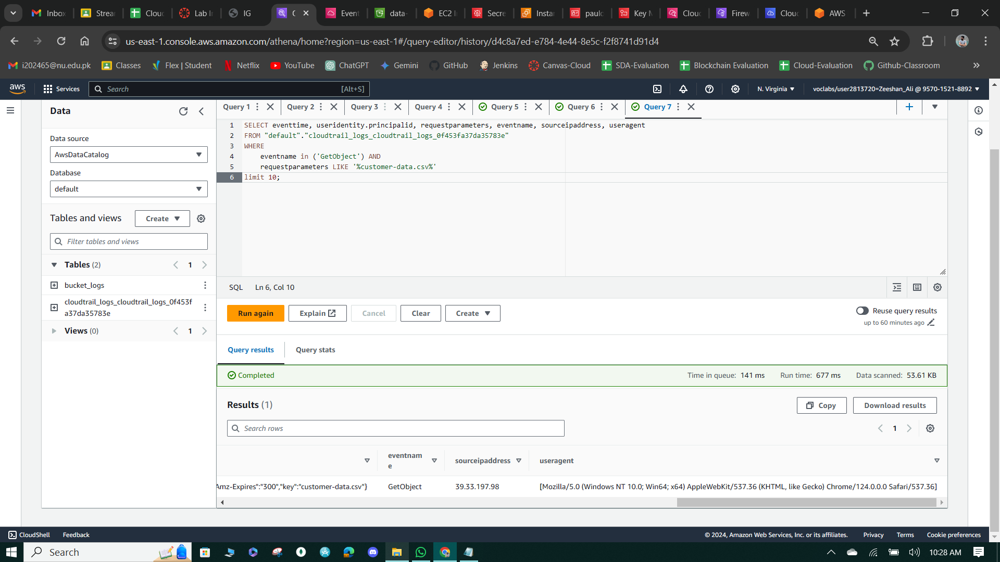 Inbox
Strear
Cloud
Lab In
IG
Event
data-
EC2 I
Secre
Instar
paulo
Key M
Clouc
Firew
Clouc
AWS
us-east-1.console.aws.amazon.com/athena/home?region=us-east-1#/query-editor/history/d4c8a7ed-e784-4e44-8e5c-f2f8741d91d4
i202465@nu.edu.pk
Classes
Flex | Student
Netflix
YouTube
ChatGPT
Gemini
GitHub
Jenkins
Canvas-Cloud
SDA-Evaluation
Blockchain Evaluation
Cloud-Evaluation
Github-Classroom
aws
Services
Search
[Alt+S]
N. Virginia
voclabs/user2813720=Zeeshan_Ali @ 9570-1521-8892
Data
Data source
AwsDataCatalog
Database
default
Tables and views
Create
Filter tables and views
Tables (2)
1
bucket_logs
cloudtrail_logs_cloudtrail_logs_0f453f
a37da35783e
Views (0)
1
Query 1
Query 2
Query 3
Query 4
Query 5
Query 6
Query 7
1 SELECT eventtime, useridentity.principalid, requestparameters, eventname, sourceipaddress, useragent
2 FROM "default"."cloudtrail_logs_cloudtrail_logs_0f453fa37da35783e"
3 WHERE
4 eventname in ('GetObject') AND
5 requestparameters LIKE '%customer-data.csv%'
6 limit 10;
SQL
Ln 6, Col 10
Run again
Explain
Cancel
Clear
Create
Reuse query results
up to 60 minutes ago
Query results
Query stats
Completed
Time in queue: 141 ms
Run time: 677 ms
Data scanned: 53.61 KB
Results (1)
Copy
Download results
Search rows
1
eventnam
e
sourceipaddress
useragent
Amz-Expires":"300","key":"customer-data.csv"}
GetObject
39.33.197.98
[Mozilla/5.0 (Windows NT 10.0; Win64; x64) AppleWebKit/537.36 (KHTML, like Gecko) Chrome/124.0.0.0 Safari/537.36]
CloudShell
Feedback
© 2024, Amazon Web Services, Inc. or its affiliates.
Privacy
Terms
Cookie preferences
Search
10:28 AM